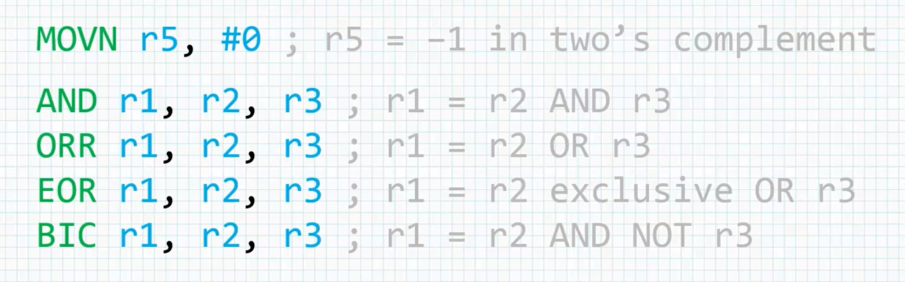 MOVN r5, #0 ; r5 = –1 in two’s complement
AND r1, r2, r3 ; r1 = r2 AND r3
ORR r1, r2, r3 ; r1 = r2 OR r3
EOR r1, r2, r3 ; r1 = r2 exclusive OR r3
BIC r1, r2, r3 ; r1 = r2 AND NOT r3